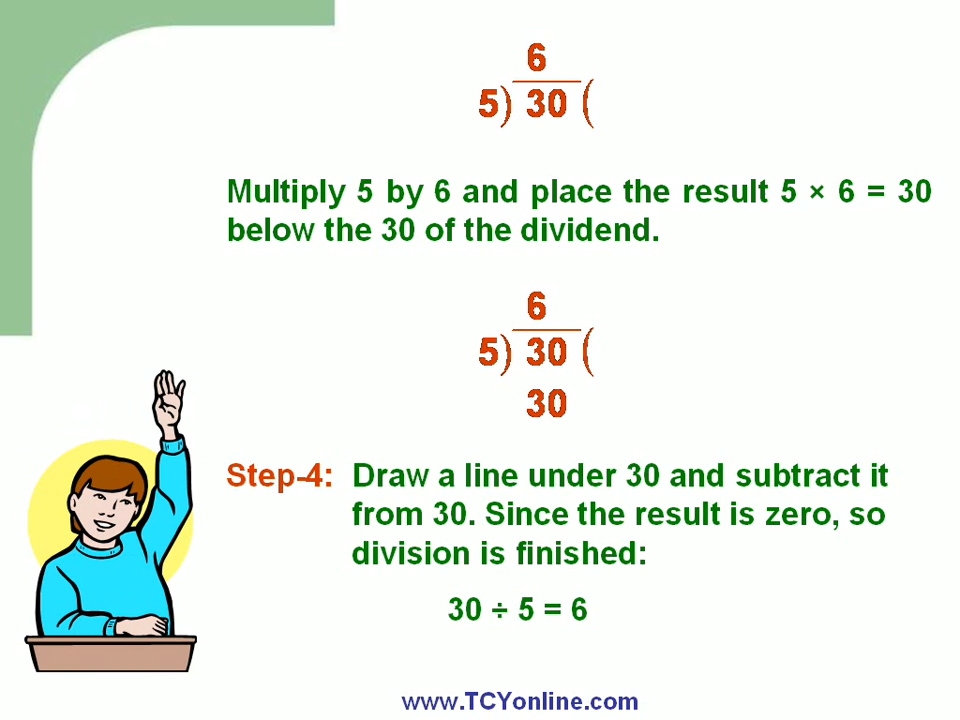 6
5) 30 (
Multiply 5 by 6 and place the result 5 × 6 = 30
below the 30 of the dividend.
6
5) 30 (
30
Step-4: Draw a line under 30 and subtract it
from 30. Since the result is zero, so
division is finished:
30 ÷ 5 = 6
www.TCYonline.com